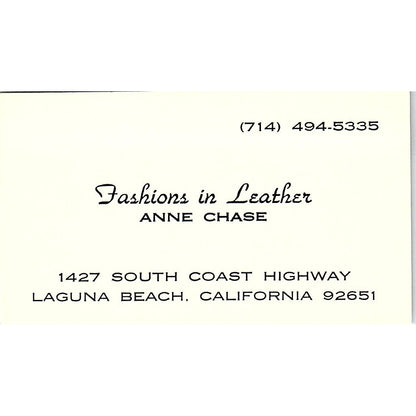 (714) 494-5335
Fashions in Leather
ANNE CHASE
1427 SOUTH COAST HIGHWAY
LAGUNA BEACH, CALIFORNIA 92651